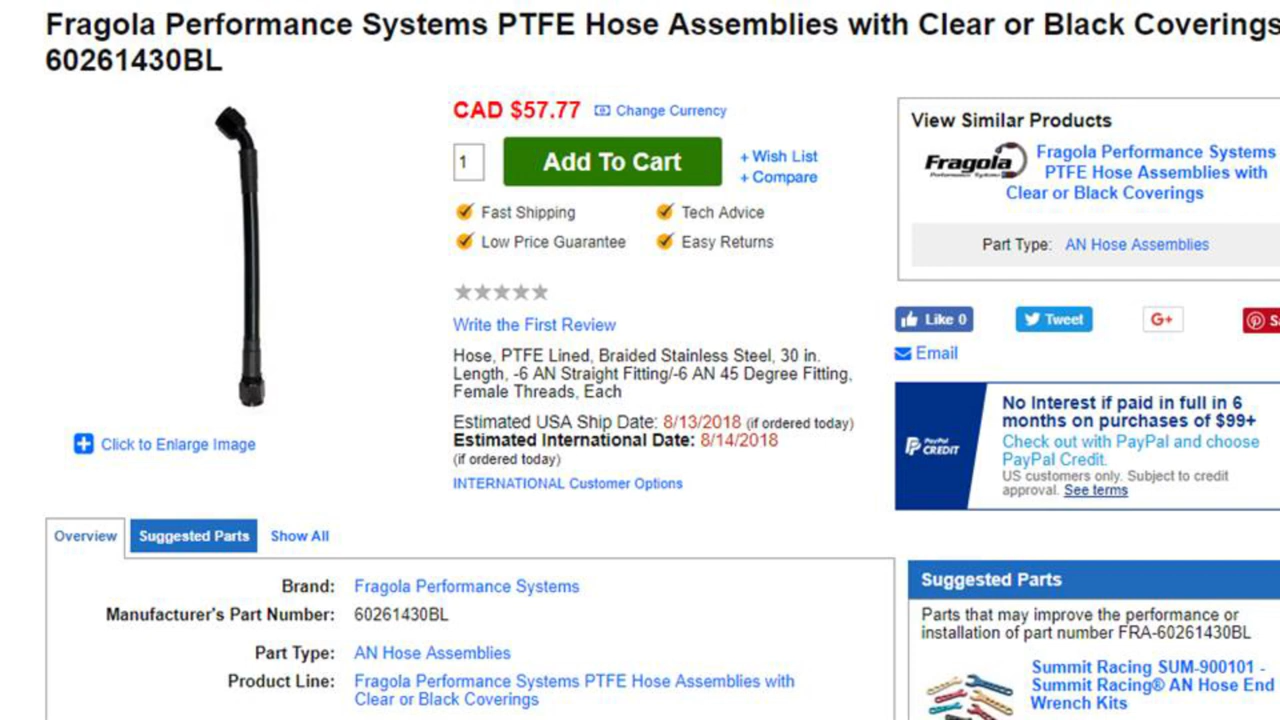 Fragola Performance Systems PTFE Hose Assemblies with Clear or Black Coverings
60261430BL
CAD $57.77
Change Currency
1
Add To Cart
+ Wish List
+ Compare
Fast Shipping
Tech Advice
Low Price Guarantee
Easy Returns
Write the First Review
Hose, PTFE Lined, Braided Stainless Steel, 30 in.
Length, -6 AN Straight Fitting/-6 AN 45 Degree Fitting,
Female Threads, Each
Estimated USA Ship Date: 8/13/2018 (if ordered today)
Estimated International Date: 8/14/2018
(if ordered today)
INTERNATIONAL Customer Options
Click to Enlarge Image
View Similar Products
Fragola
Performance Systems
Fragola Performance Systems
PTFE Hose Assemblies with
Clear or Black Coverings
Part Type: AN Hose Assemblies
Like 0
Tweet
G+
Email
PayPal
CREDIT
No Interest if paid in full in 6
months on purchases of $99+
Check out with PayPal and choose
PayPal Credit.
US customers only. Subject to credit
approval. See terms
Overview
Suggested Parts
Show All
Brand: Fragola Performance Systems
Manufacturer's Part Number: 60261430BL
Part Type: AN Hose Assemblies
Product Line: Fragola Performance Systems PTFE Hose Assemblies with
Clear or Black Coverings
Suggested Parts
Parts that may improve the performance or
installation of part number FRA-60261430BL
Summit Racing SUM-900101 -
Summit Racing® AN Hose End
Wrench Kits